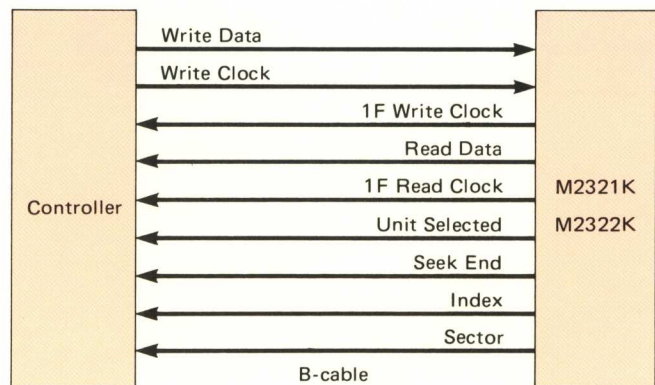 Write Data
Write Clock
1F Write Clock
Read Data
1F Read Clock
M2321K
Controller
Unit Selected
M2322K
Seek End
Index
Sector
B-cable